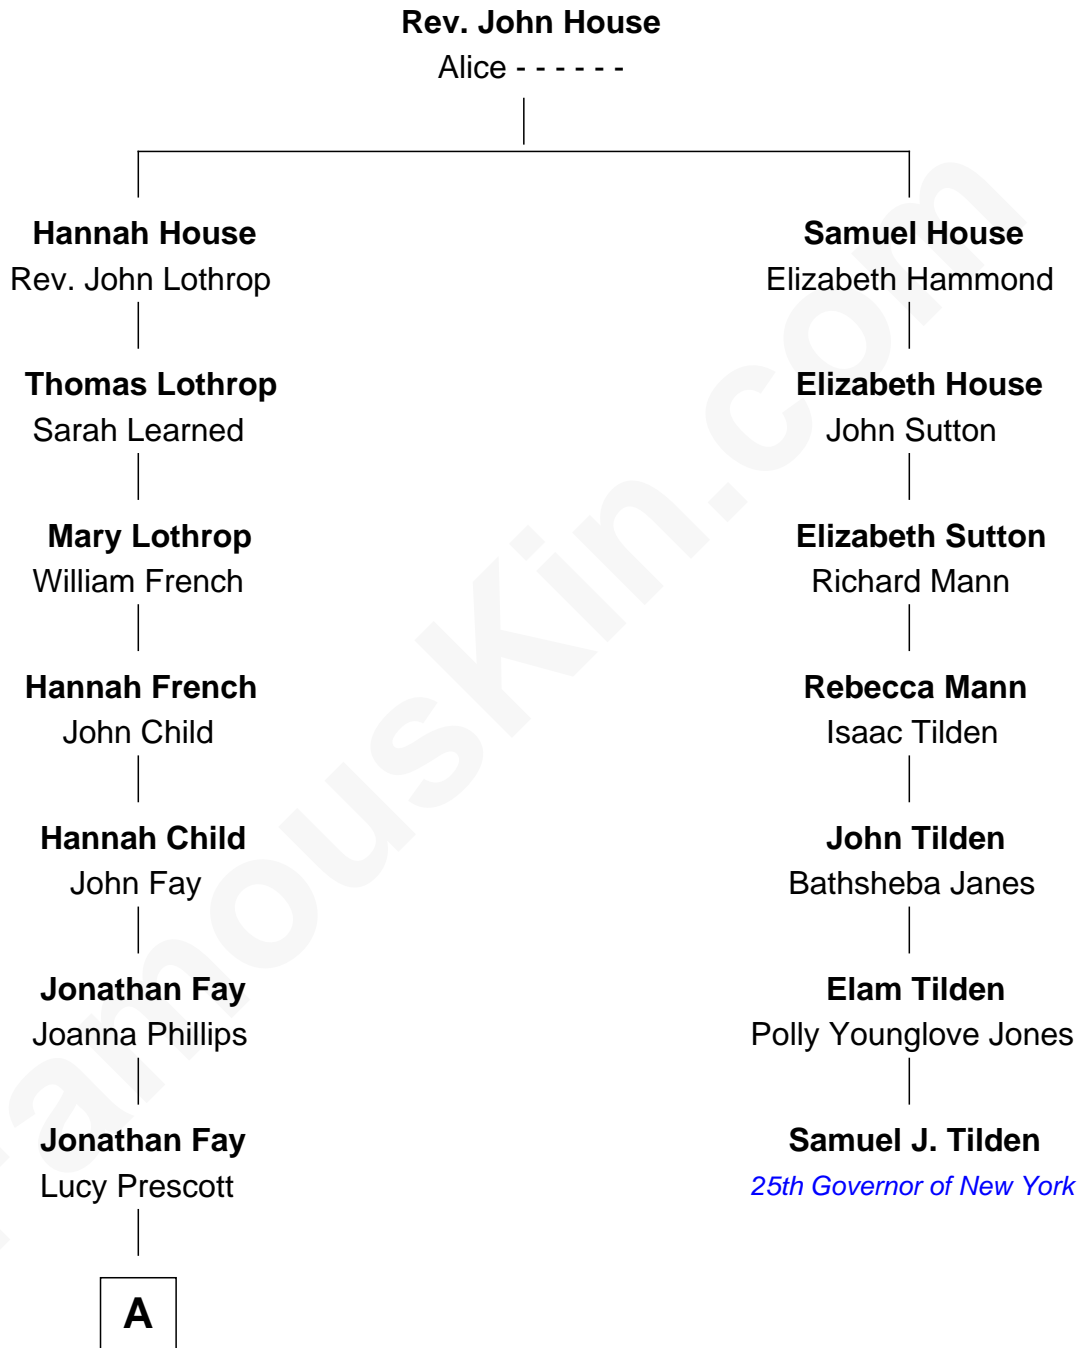 Rev. John House
Alice - - - - - -
Hannah House
Rev. John Lothrop
Samuel House
Elizabeth Hammond
Thomas Lothrop
Sarah Learned
Elizabeth House
John Sutton
Mary Lothrop
William French
Elizabeth Sutton
Richard Mann
Hannah French
John Child
Rebecca Mann
Isaac Tilden
Hannah Child
John Fay
John Tilden
Bathsheba Janes
Jonathan Fay
Joanna Phillips
Elam Tilden
Polly Younglove Jones
Jonathan Fay
Lucy Prescott
Samuel J. Tilden
25th Governor of New York
A
FamousKin.com